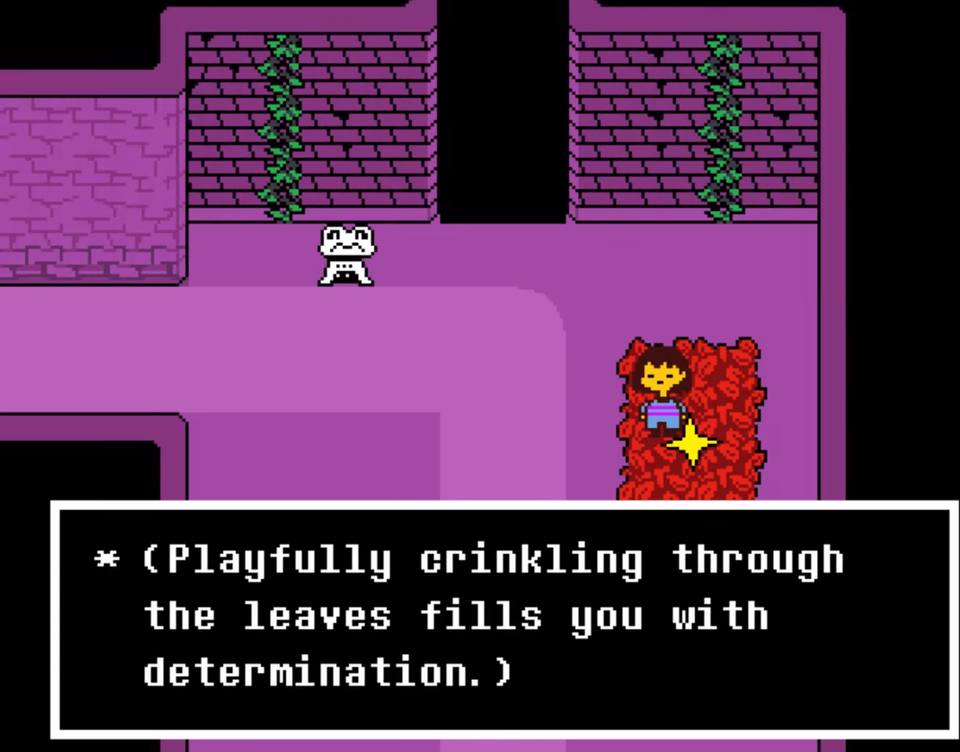 * (Playfully crinkling through
the leaves fills you with
determination.)